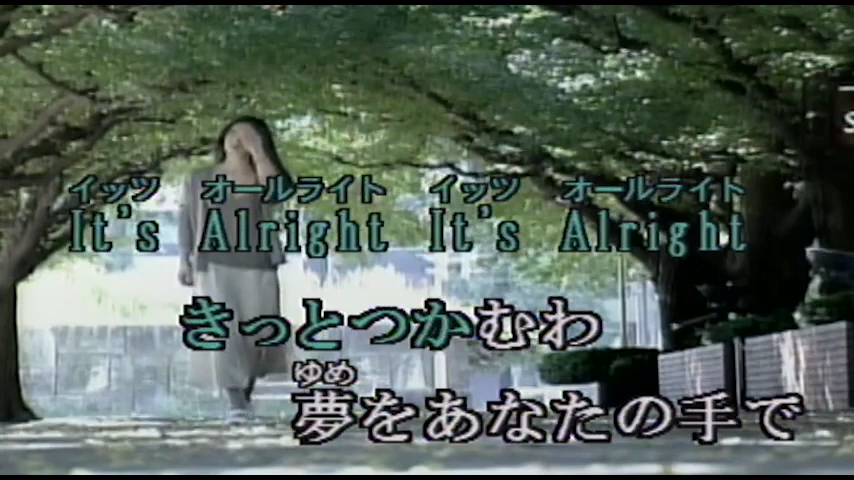 イッツ オールライト イッツ オールライト
It's Alright It's Alright
きっとつかむわ
ゆめ
夢をあなたの手で
S